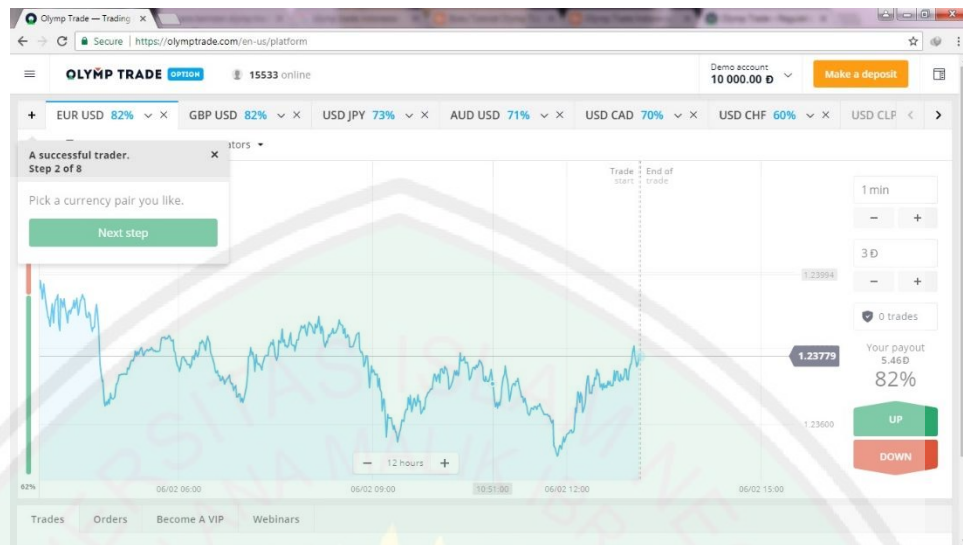 Olymp Trade — Trading
Secure | https://olymptrade.com/en-us/platform
OLYMP TRADE OPTION
15533 online
Demo account
10 000.00 Đ
Make a deposit
+ EUR USD 82%
GBP USD 82%
USD JPY 73%
AUD USD 71%
USD CAD 70%
USD CHF 60%
USD CLP
A successful trader.
Step 2 of 8
Pick a currency pair you like.
Next step
Trade start
End of trade
1 min
− +
1.23994
3 Đ
− +
0 trades
1.23779
Your payout
5.46Đ
82%
UP
1.23600
DOWN
− 12 hours +
62%
06/02 06:00
06/02 09:00
10:51:00
06/02 12:00
06/02 15:00
Trades
Orders
Become A VIP
Webinars